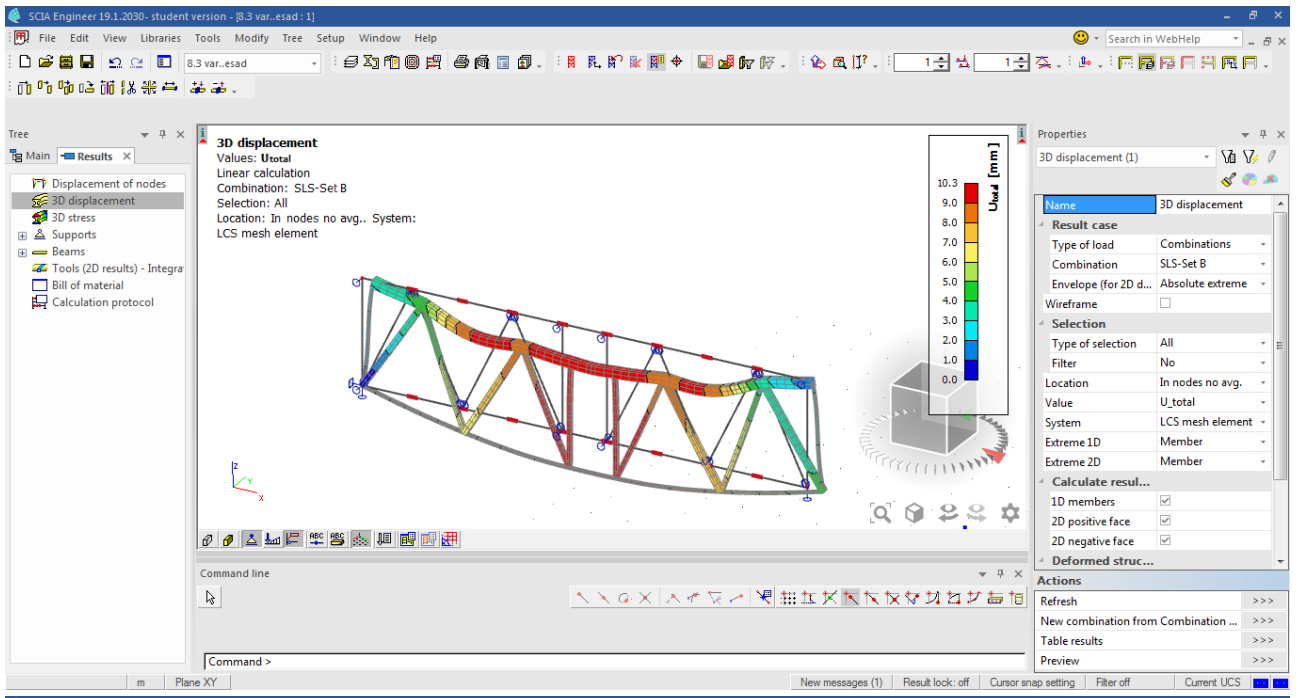 SCIA Engineer 19.1.2030- student version - [8.3 var..esad : 1]
File Edit View Libraries Tools Modify Tree Setup Window Help
Search in WebHelp
8.3 var..esad
1
1
Tree
Main
Results
Displacement of nodes
3D displacement
3D stress
Supports
Beams
Tools (2D results) - Integra
Bill of material
Calculation protocol
3D displacement
Values: Utotal
Linear calculation
Combination: SLS-Set B
Selection: All
Location: In nodes no avg.. System:
LCS mesh element
Utotal [mm]
10.3
9.0
8.0
7.0
6.0
5.0
4.0
3.0
2.0
1.0
0.0
z
Y
x
ABC
ABC
Command line
Command >
Properties
3D displacement (1)
Name 3D displacement
Result case
Type of load Combinations
Combination SLS-Set B
Envelope (for 2D d... Absolute extreme
Wireframe
Selection
Type of selection All
Filter No
Location In nodes no avg.
Value U_total
System LCS mesh element
Extreme 1D Member
Extreme 2D Member
Calculate resul...
1D members
2D positive face
2D negative face
Deformed struc...
Actions
Refresh >>>
New combination from Combination ... >>>
Table results >>>
Preview >>>
m Plane XY New messages (1) Result lock: off Cursor snap setting Filter off Current UCS